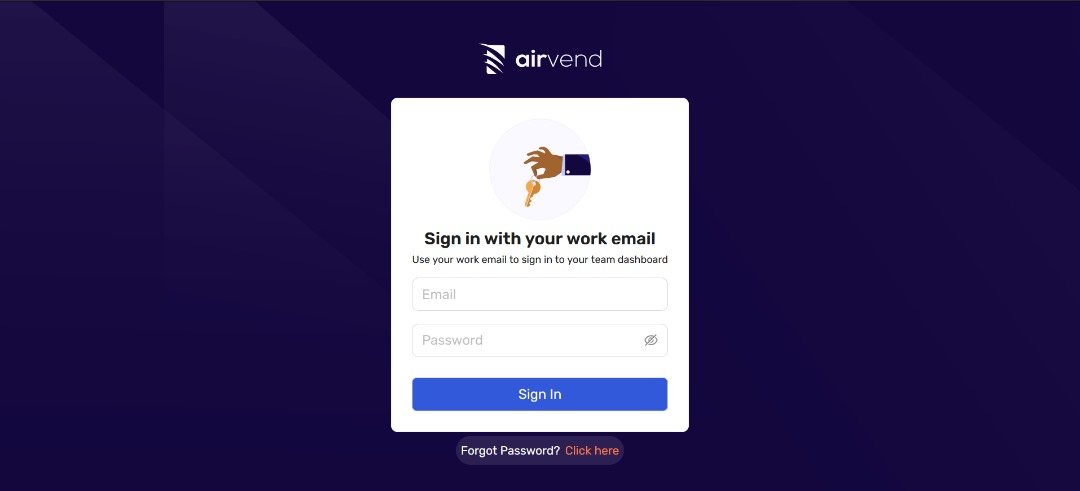 airvend
Sign in with your work email
Use your work email to sign in to your team dashboard
Email
Password
Sign In
Forgot Password? Click here